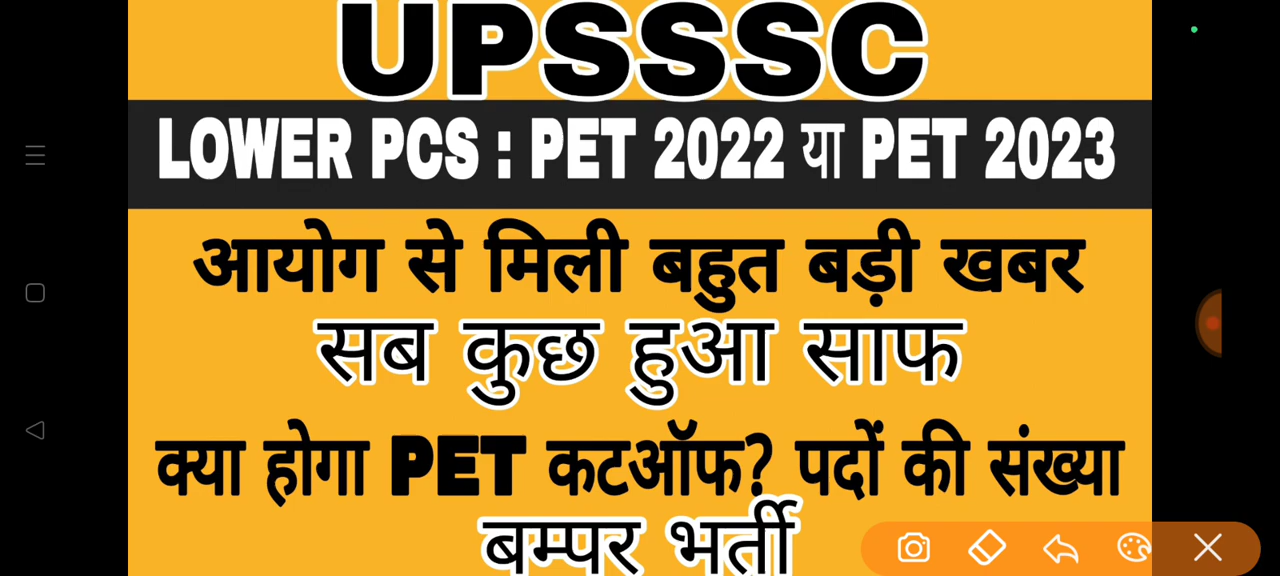 UPSSSC
LOWER PCS : PET 2022 या PET 2023
आयोग से मिली बहुत बड़ी खबर
सब कुछ हुआ साफ
क्या होगा PET कटऑफ? पदों की संख्या
बम्पर भर्ती